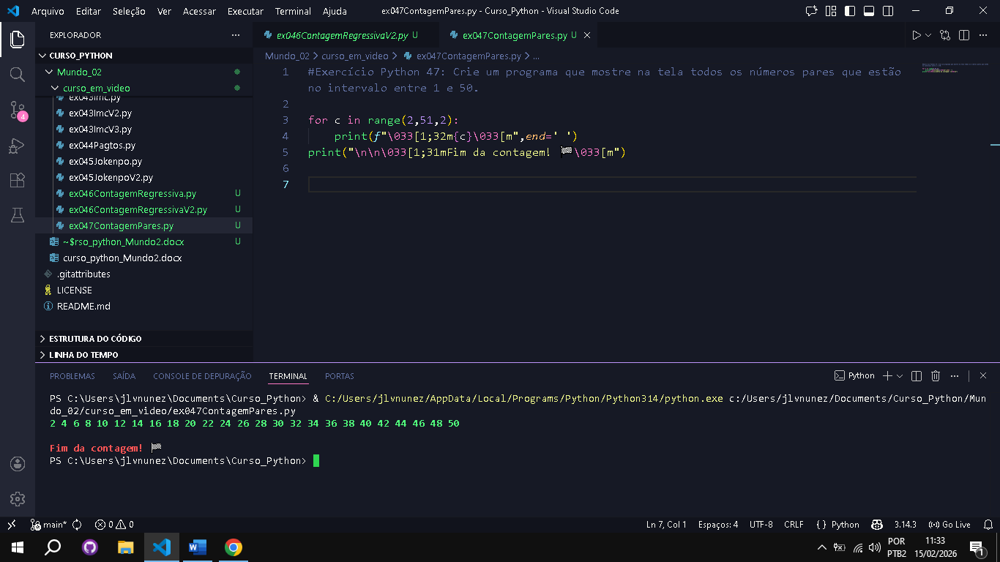 Arquivo Editar Seleção Ver Acessar Executar Terminal Ajuda ex047ContagemPares.py - Curso_Python - Visual Studio Code
EXPLORADOR ...
CURSO_PYTHON
Mundo_02
curso_em_video
ex043Imc.py
ex043ImcV2.py
ex043ImcV3.py
ex044Pagtos.py
ex045Jokenpo.py
ex045JokenpoV2.py
ex046ContagemRegressiva.py U
ex046ContagemRegressivaV2.py U
ex047ContagemPares.py U
~$rso_python_Mundo2.docx U
curso_python_Mundo2.docx
.gitattributes
LICENSE
README.md
ESTRUTURA DO CÓDIGO
LINHA DO TEMPO
4
ex046ContagemRegressivaV2.py U ex047ContagemPares.py U
Mundo_02 > curso_em_video > ex047ContagemPares.py > ...
1 #Exercício Python 47: Crie um programa que mostre na tela todos os números pares que estão
no intervalo entre 1 e 50.
2
3 for c in range(2,51,2):
4     print(f"\033[1;32m{c}\033[m",end=' ')
5 print("\n\n\033[1;31mFim da contagem! 🏁\033[m")
6
7
PROBLEMAS SAÍDA CONSOLE DE DEPURAÇÃO TERMINAL PORTAS Python
PS C:\Users\jlvnunez\Documents\Curso_Python> & C:/Users/jlvnunez/AppData/Local/Programs/Python/Python314/python.exe c:/Users/jlvnunez/Documents/Curso_Python/Mun
do_02/curso_em_video/ex047ContagemPares.py
2 4 6 8 10 12 14 16 18 20 22 24 26 28 30 32 34 36 38 40 42 44 46 48 50
Fim da contagem! 🏁
PS C:\Users\jlvnunez\Documents\Curso_Python>
main* 0 0 Ln 7, Col 1 Espaços: 4 UTF-8 CRLF {} Python 3.14.3 Go Live
POR
PTB2
11:33
15/02/2026
1